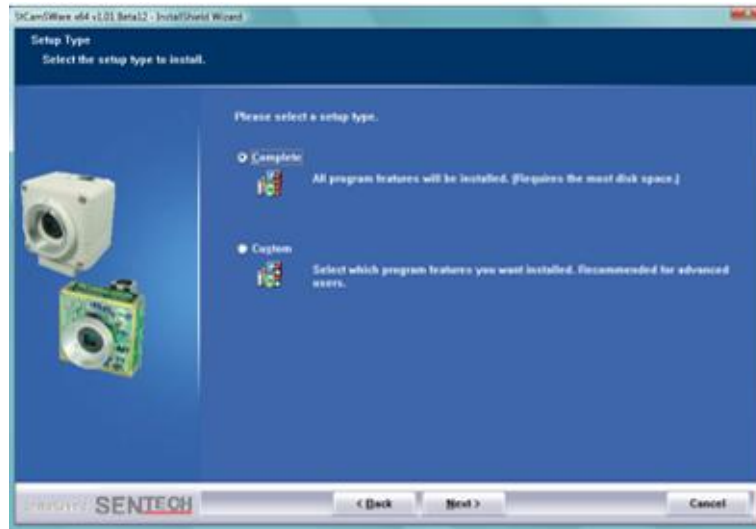 StCamSWare x64 v1.01 Beta12 - InstallShield Wizard
Setup Type
Select the setup type to install.
Please select a setup type.
Complete
All program features will be installed. (Requires the most disk space.)
Custom
Select which program features you want installed. Recommended for advanced
users.
SENTECH
< Back
Next >
Cancel